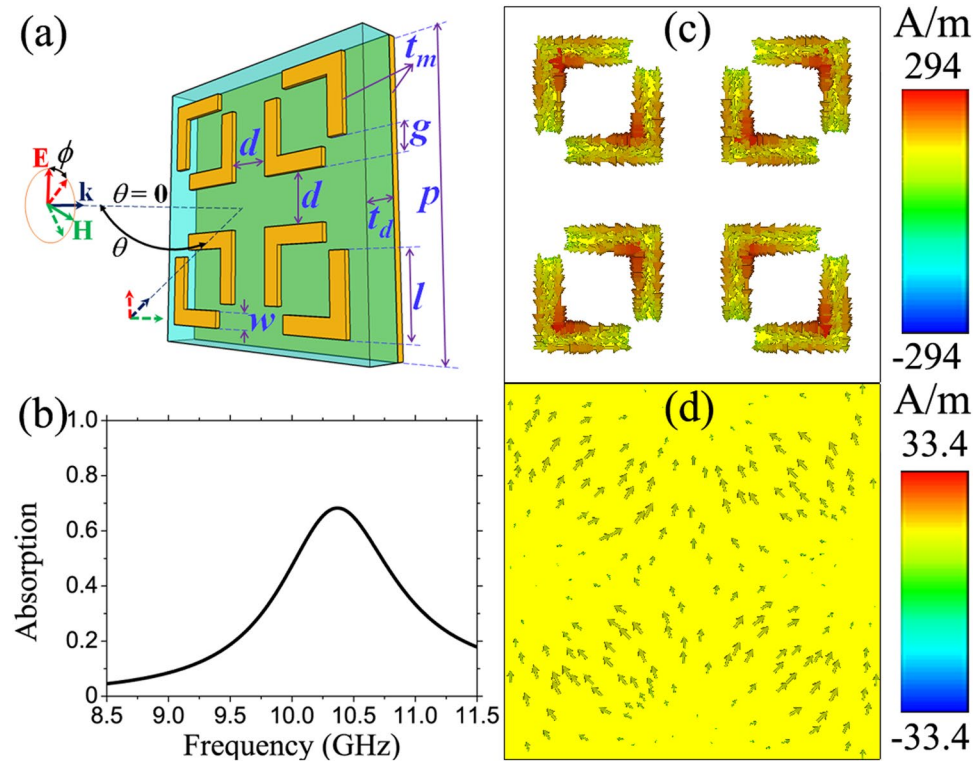 (a)
t_m
g
d
d
p
t_d
l
w
E
ϕ
k
H
θ = 0
θ
(b)
1.0
0.8
0.6
0.4
0.2
0
Absorption
8.5 9.0 9.5 10.0 10.5 11.0 11.5
Frequency (GHz)
(c)
A/m
294
-294
(d)
A/m
33.4
-33.4